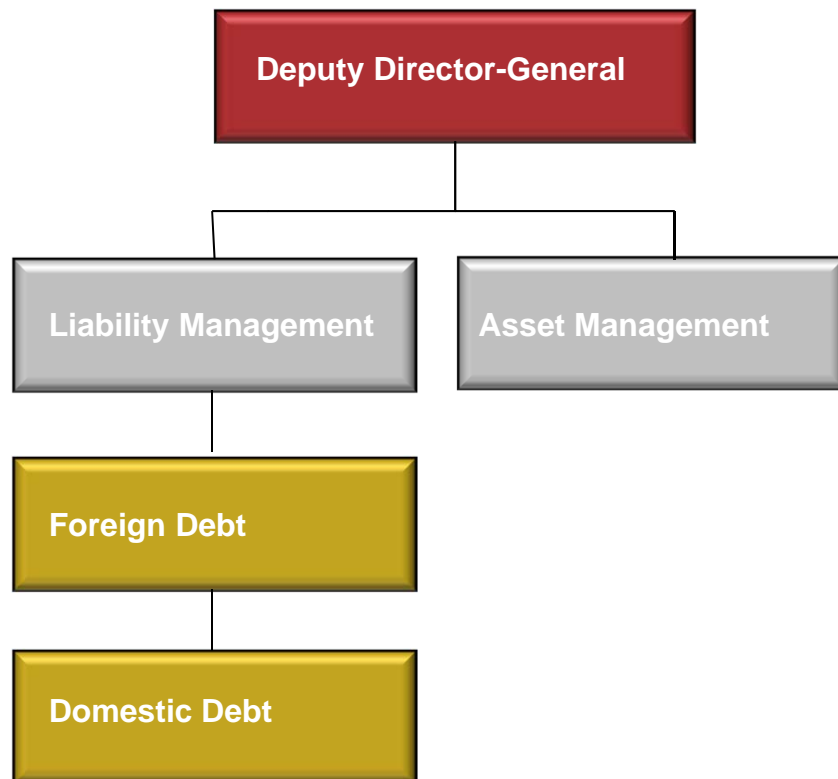 Deputy Director-General
Liability Management
Asset Management
Foreign Debt
Domestic Debt